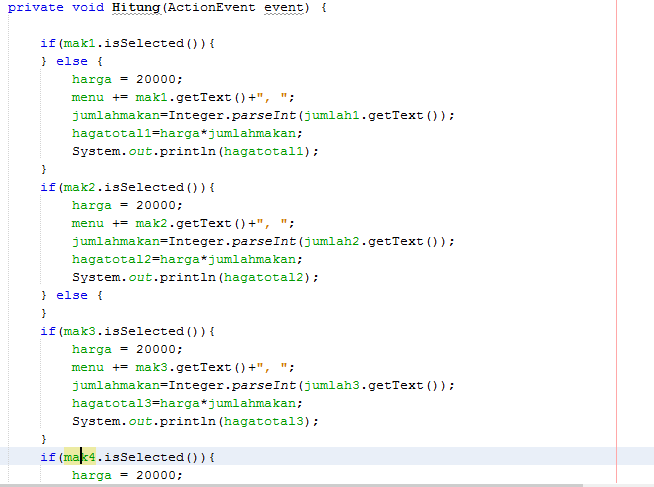 private void Hitung(ActionEvent event) {
if(mak1.isSelected()){
} else {
harga = 20000;
menu += mak1.getText()+", ";
jumlahmakan=Integer.parseInt(jumlah1.getText());
hagatotal1=harga*jumlahmakan;
System.out.println(hagatotal1);
}
if(mak2.isSelected()){
harga = 20000;
menu += mak2.getText()+", ";
jumlahmakan=Integer.parseInt(jumlah2.getText());
hagatotal2=harga*jumlahmakan;
System.out.println(hagatotal2);
} else {
}
if(mak3.isSelected()){
harga = 20000;
menu += mak3.getText()+", ";
jumlahmakan=Integer.parseInt(jumlah3.getText());
hagatotal3=harga*jumlahmakan;
System.out.println(hagatotal3);
}
if(mak4.isSelected()){
harga = 20000;